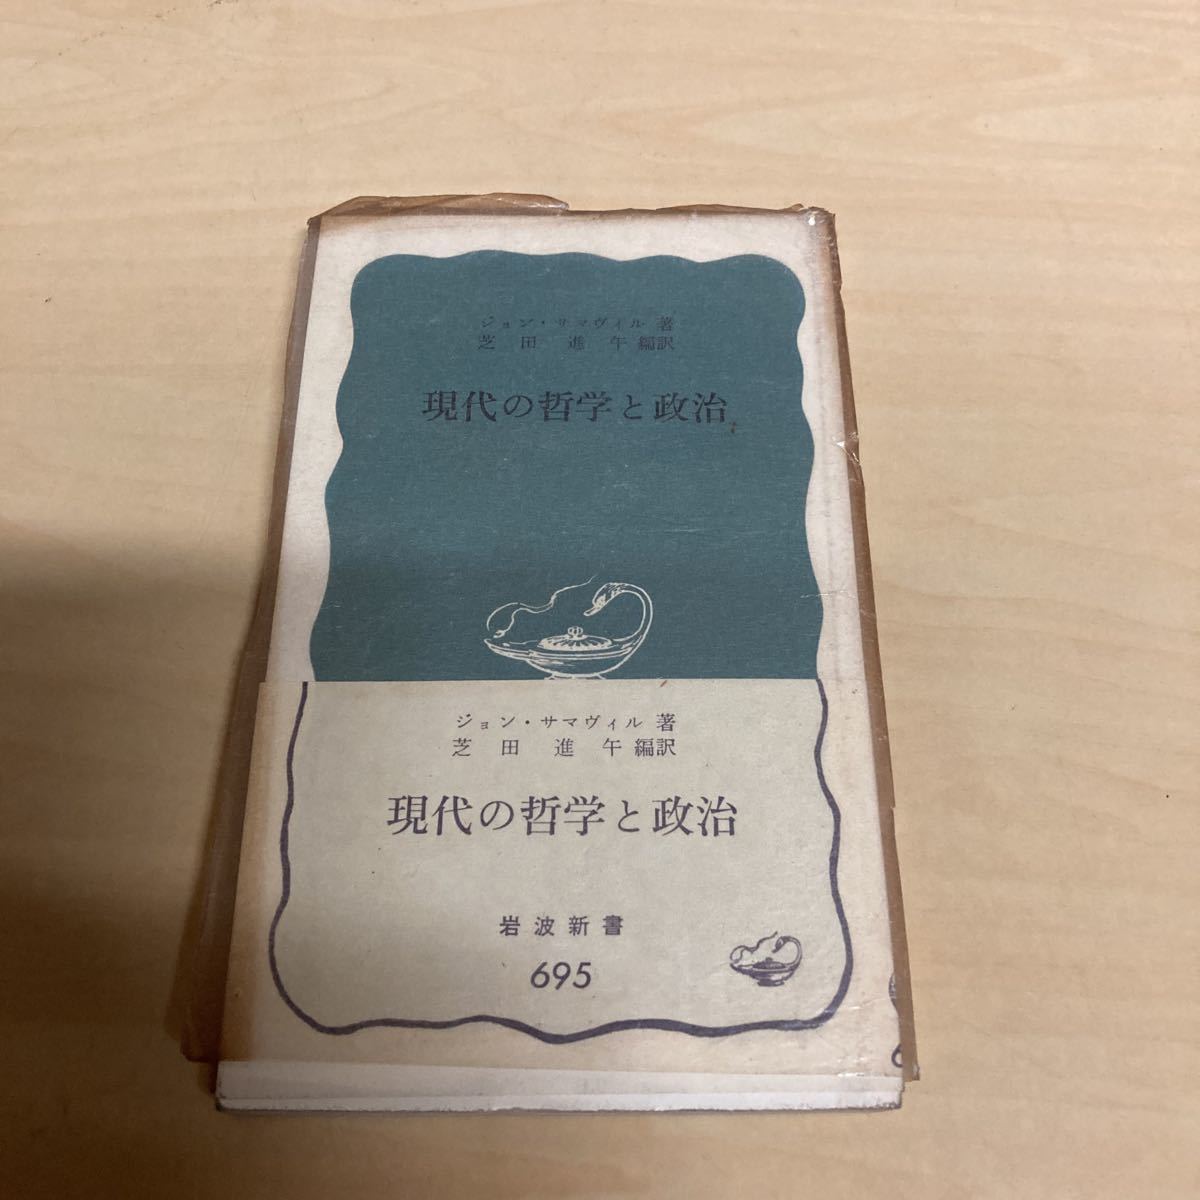 ジョン・サマヴィル 著
芝田進午 編訳
現代の哲学と政治
ジョン・サマヴィル 著
芝田進午 編訳
現代の哲学と政治
岩波新書
695